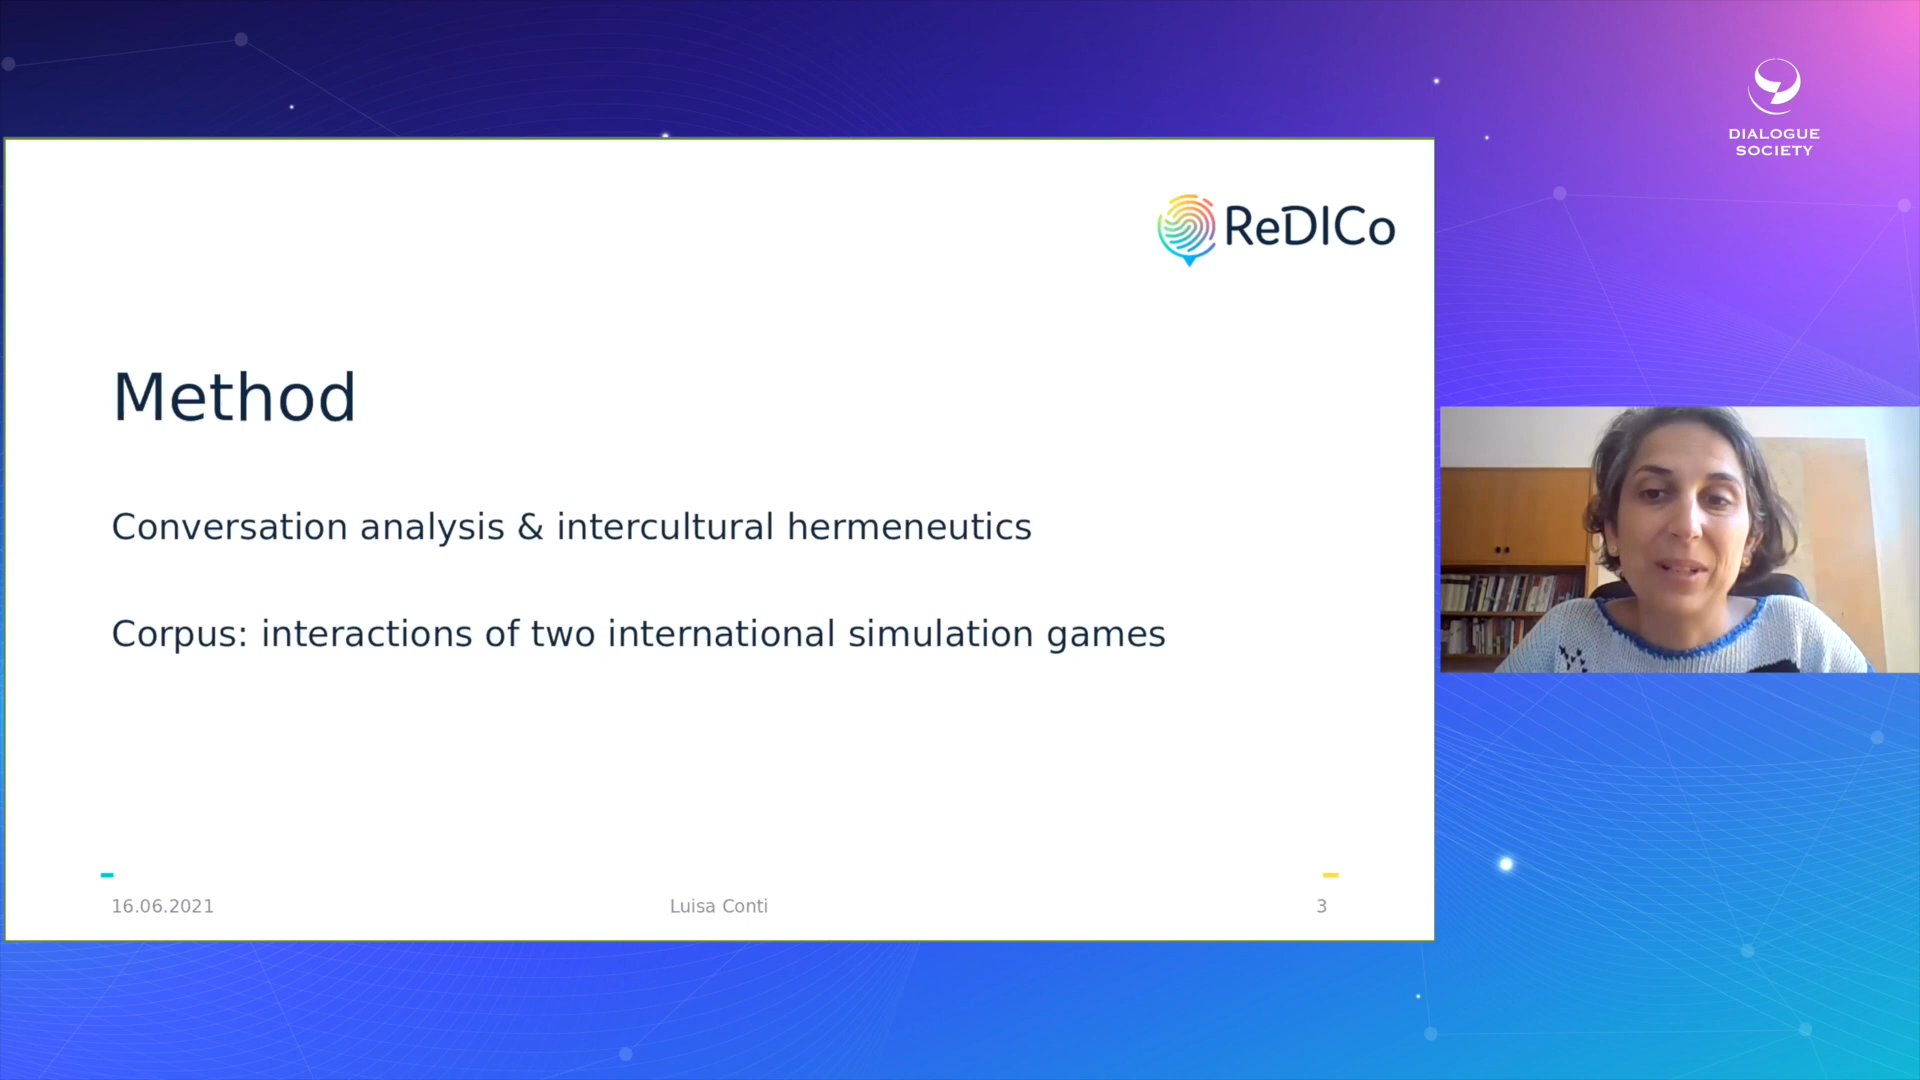 DIALOGUE
SOCIETY
ReDICo
Method
Conversation analysis & intercultural hermeneutics
Corpus: interactions of two international simulation games
16.06.2021
Luisa Conti
3